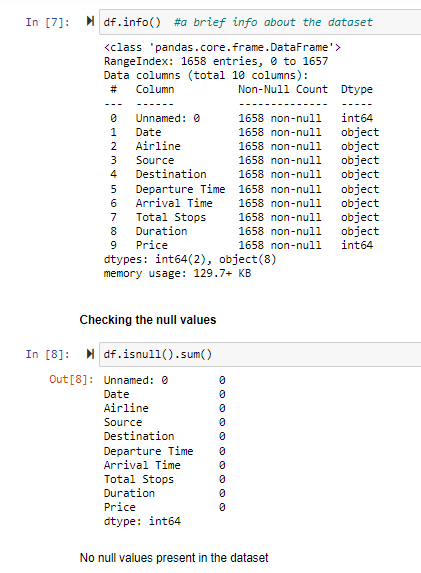 In [7]: df.info() #a brief info about the dataset
<class 'pandas.core.frame.DataFrame'>
RangeIndex: 1658 entries, 0 to 1657
Data columns (total 10 columns):
# Column Non-Null Count Dtype
--- ------ -------------- -----
0 Unnamed: 0 1658 non-null int64
1 Date 1658 non-null object
2 Airline 1658 non-null object
3 Source 1658 non-null object
4 Destination 1658 non-null object
5 Departure Time 1658 non-null object
6 Arrival Time 1658 non-null object
7 Total Stops 1658 non-null object
8 Duration 1658 non-null object
9 Price 1658 non-null int64
dtypes: int64(2), object(8)
memory usage: 129.7+ KB
Checking the null values
In [8]: df.isnull().sum()
Out[8]: Unnamed: 0 0
Date 0
Airline 0
Source 0
Destination 0
Departure Time 0
Arrival Time 0
Total Stops 0
Duration 0
Price 0
dtype: int64
No null values present in the dataset